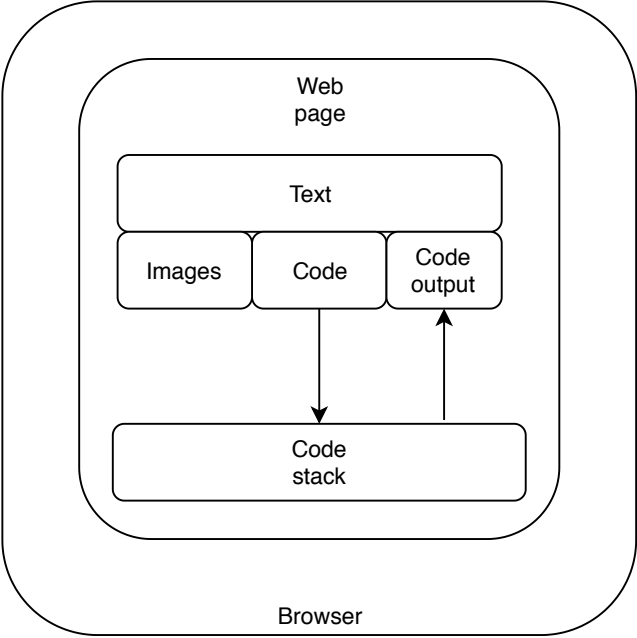 Web
page
Text
Images
Code
Code
output
Code
stack
Browser